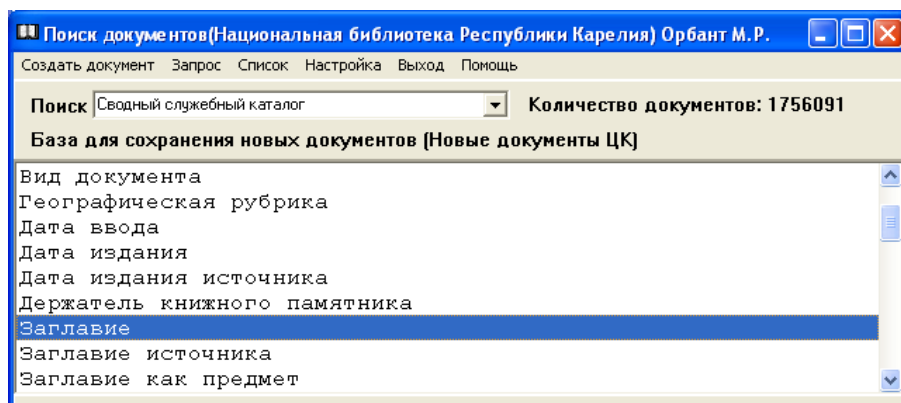 Поиск документов(Национальная библиотека Республики Карелия) Орбант М.Р.
Создать документ Запрос Список Настройка Выход Помощь
Поиск Сводный служебный каталог Количество документов: 1756091
База для сохранения новых документов (Новые документы ЦК)
Вид документа
Географическая рубрика
Дата ввода
Дата издания
Дата издания источника
Держатель книжного памятника
Заглавие
Заглавие источника
Заглавие как предмет